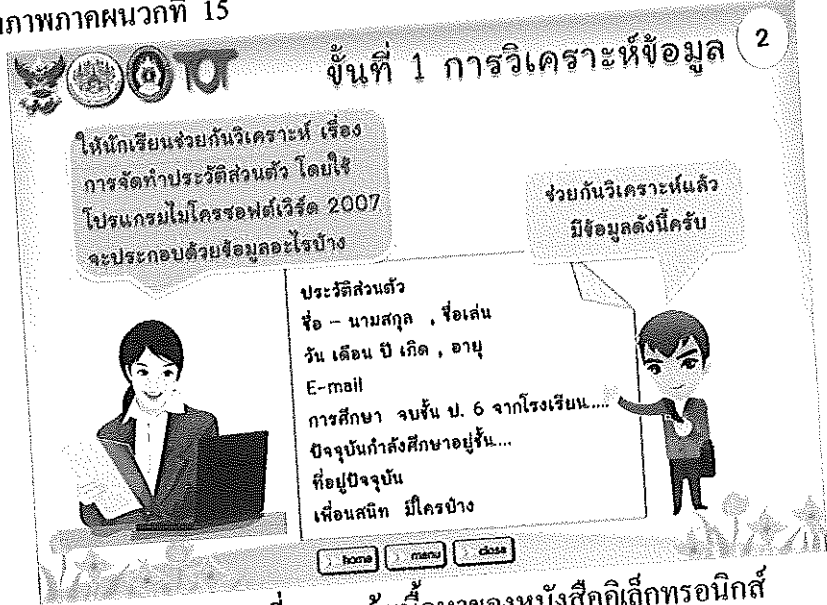 ภาพภาคผนวกที่ 15
TOT
ขั้นที่ 1 การวิเคราะห์ข้อมูล
2
ให้นักเรียนช่วยกันวิเคราะห์ เรื่อง
การจัดทำประวัติส่วนตัว โดยใช้
โปรแกรมไมโครซอฟต์เวิร์ด 2007
จะประกอบด้วยข้อมูลอะไรบ้าง
ช่วยกันวิเคราะห์แล้ว
มีข้อมูลดังนี้ครับ
ประวัติส่วนตัว
ชื่อ – นามสกุล , ชื่อเล่น
วัน เดือน ปี เกิด , อายุ
E-mail
การศึกษา จบชั้น ป. 6 จากโรงเรียน....
ปัจจุบันกำลังศึกษาอยู่ชั้น....
ที่อยู่ปัจจุบัน
เพื่อนสนิท มีใครบ้าง
home menu close
เนื้อหาของหนังสืออิเล็กทรอนิกส์